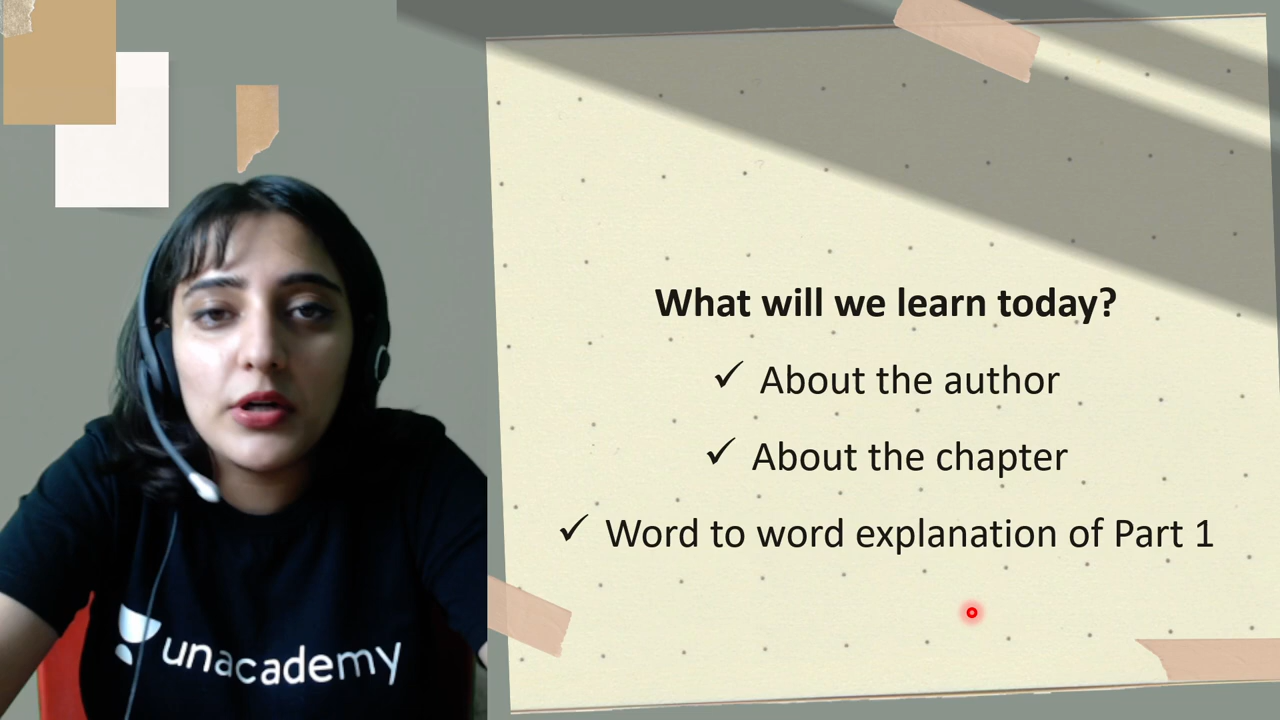 What will we learn today?
✓ About the author
✓ About the chapter
✓ Word to word explanation of Part 1
unacademy